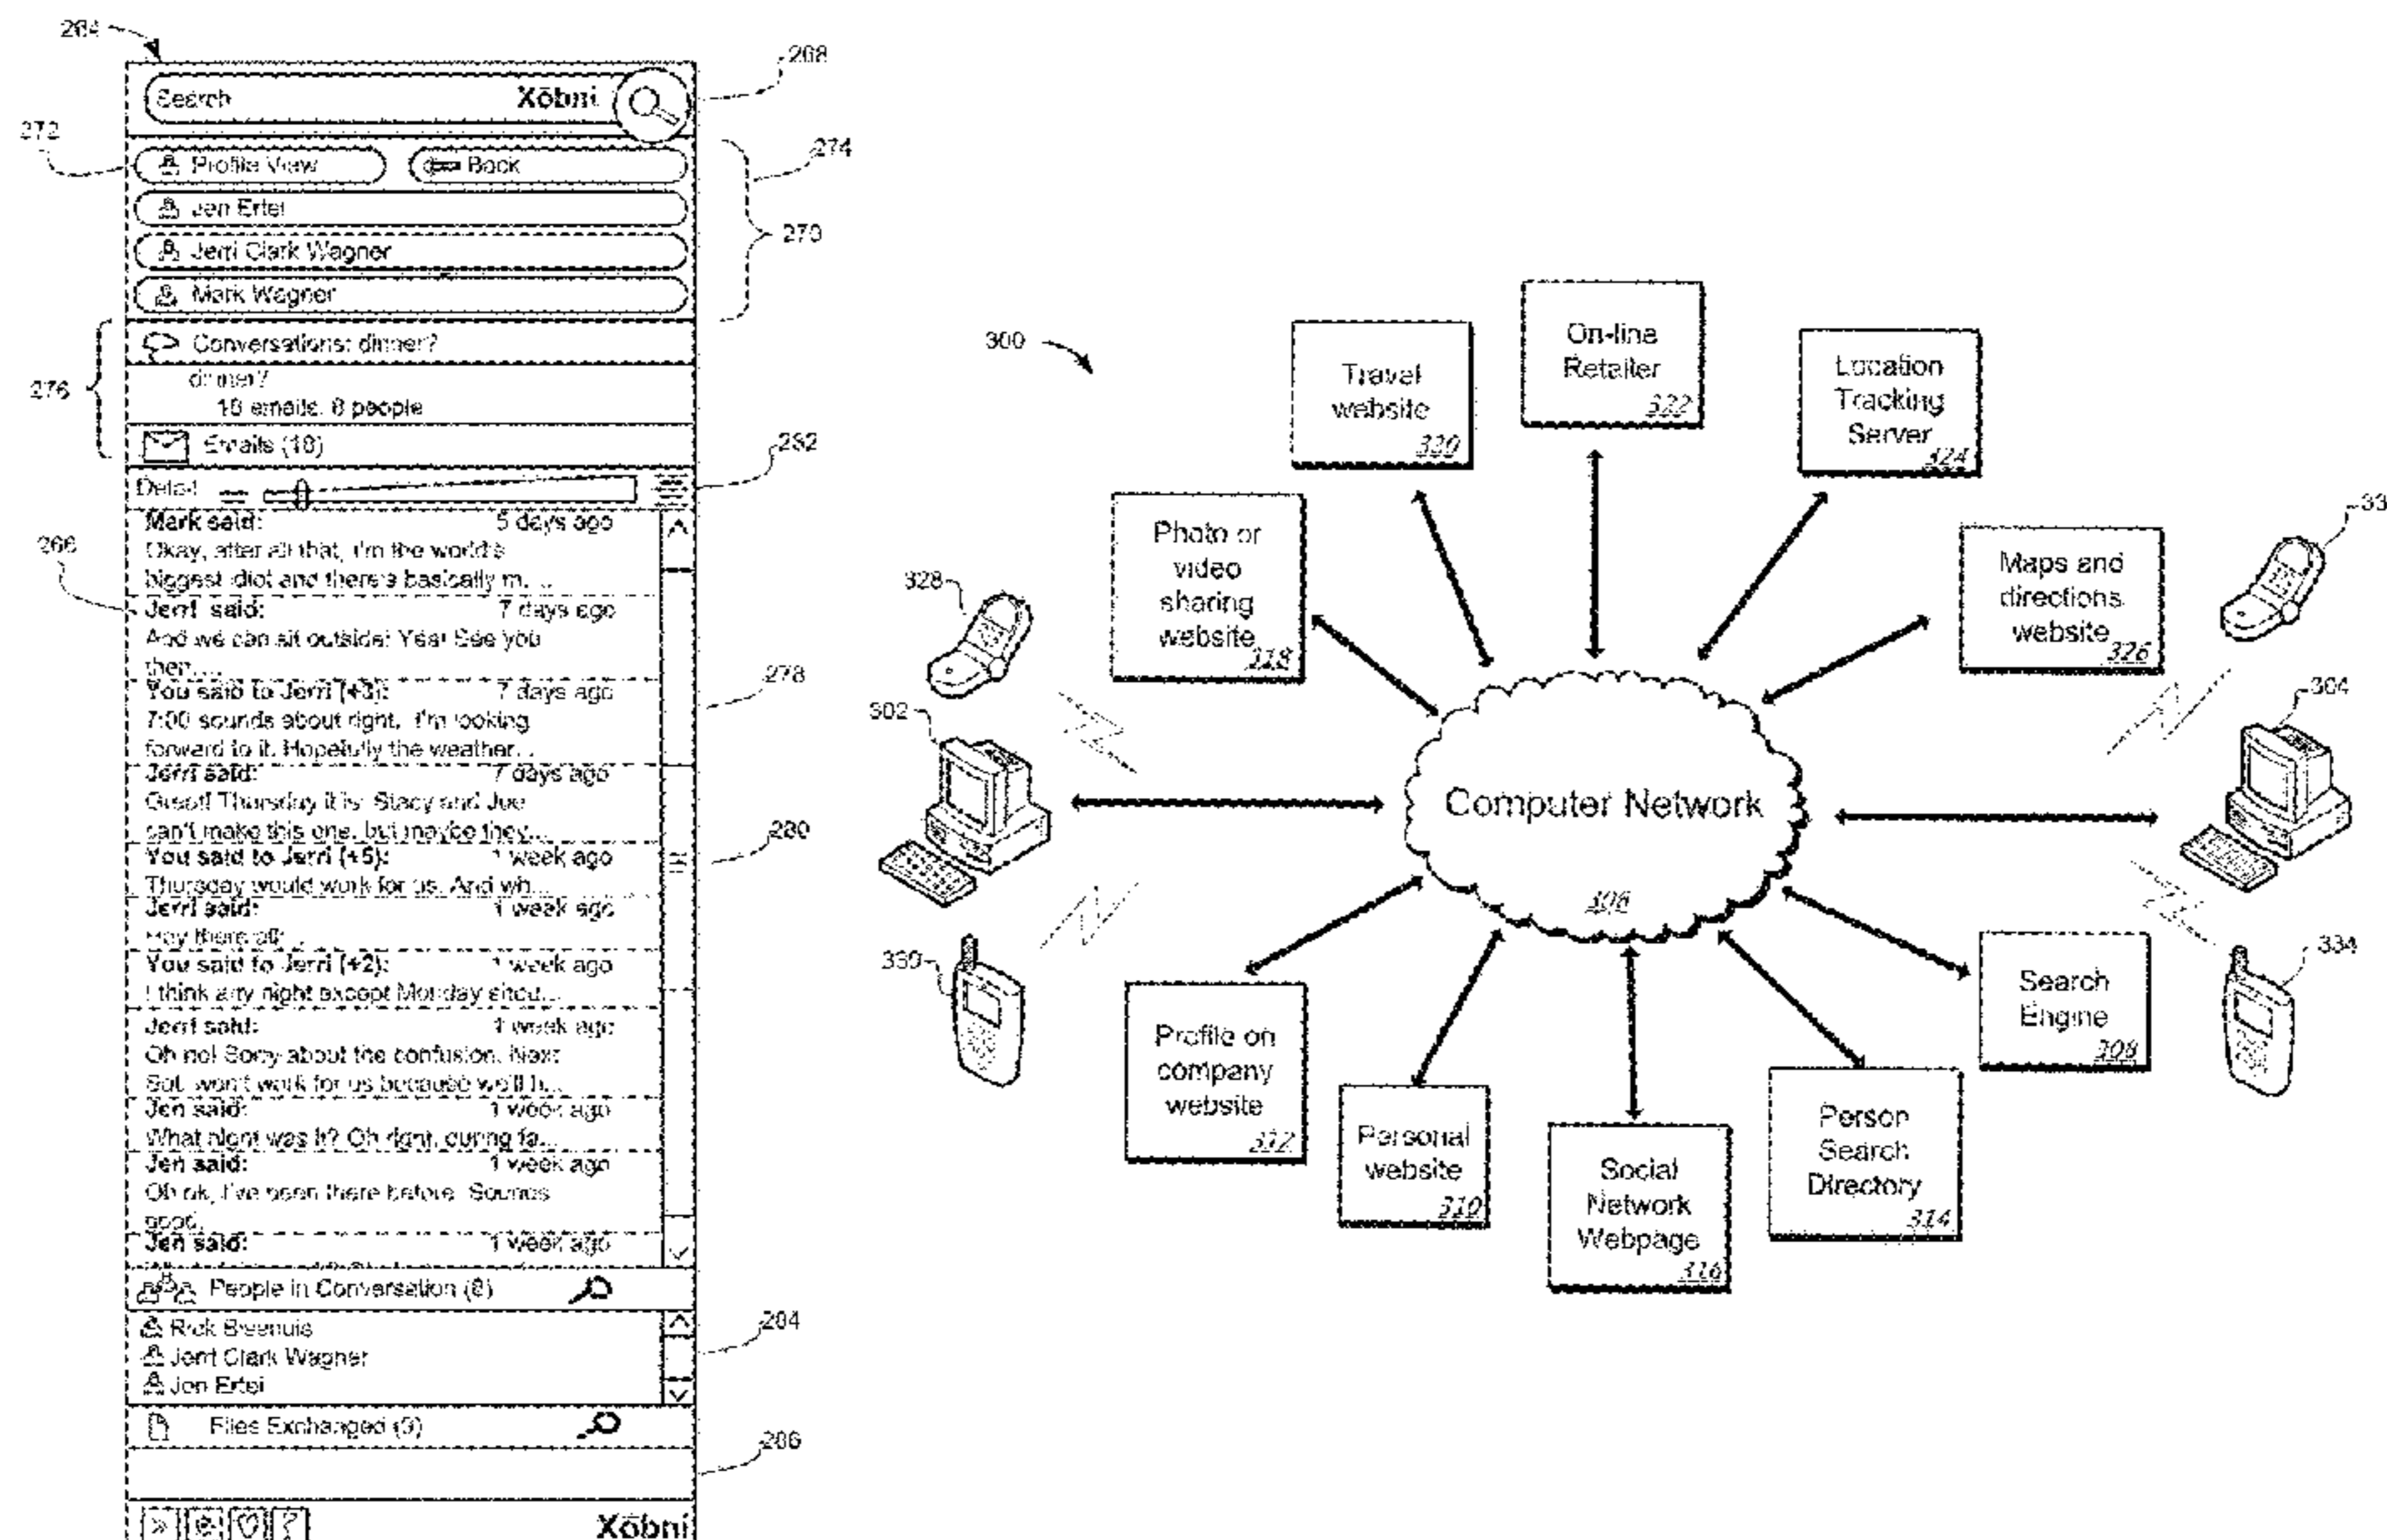 264
268
Search Xobni
272
274
Profile View Back
Jen Ertel
270
Jerri Clark Wagner
Mark Wagner
Conversations: dinner?
276
dinner?
emails, 8 people
Emails
282
Detail
Mark said: 5 days ago
266
Okay, after all that, I'm the world's
biggest idiot and there's basically m...
Jerri said: 7 days ago
And we can sit outside! Yea! See you
then....
278
You said to Jerri (+3): 7 days ago
7:00 sounds about right. I'm looking
forward to it. Hopefully the weather...
Jerri said: 7 days ago
Great! Thursday it is! Stacy and Joe
can't make this one, but maybe they...
280
You said to Jerri (+5): 1 week ago
Thursday would work for us. And wh...
Jerri said: 1 week ago
Hey there all!
You said to Jerri (+2): 1 week ago
I think any night except Monday shou...
Jerri said: 1 week ago
Oh no! Sorry about the confusion. Next
Sat. won't work for us because we'll h...
Jen said: 1 week ago
What night was it? Oh right, during
Jen said: 1 week ago
Oh ok, I've been there before. Sounds
good.
Jen said: 1 week ago
People in Conversation (8)
284
Rick
Jerri Clark Wagner
Jen Ertel
Files Exchanged
286
Xobni
300
Travel
website
320
On-line
Retailer
322
Location
Tracking
Server
324
Photo or
video
sharing
website
318
Maps and
directions
website
326
33
328
302
304
Computer Network
306
330
334
Profile on
company
website
312
Personal
website
310
Social
Network
Webpage
316
Person
Search
Directory
314
Search
Engine
308